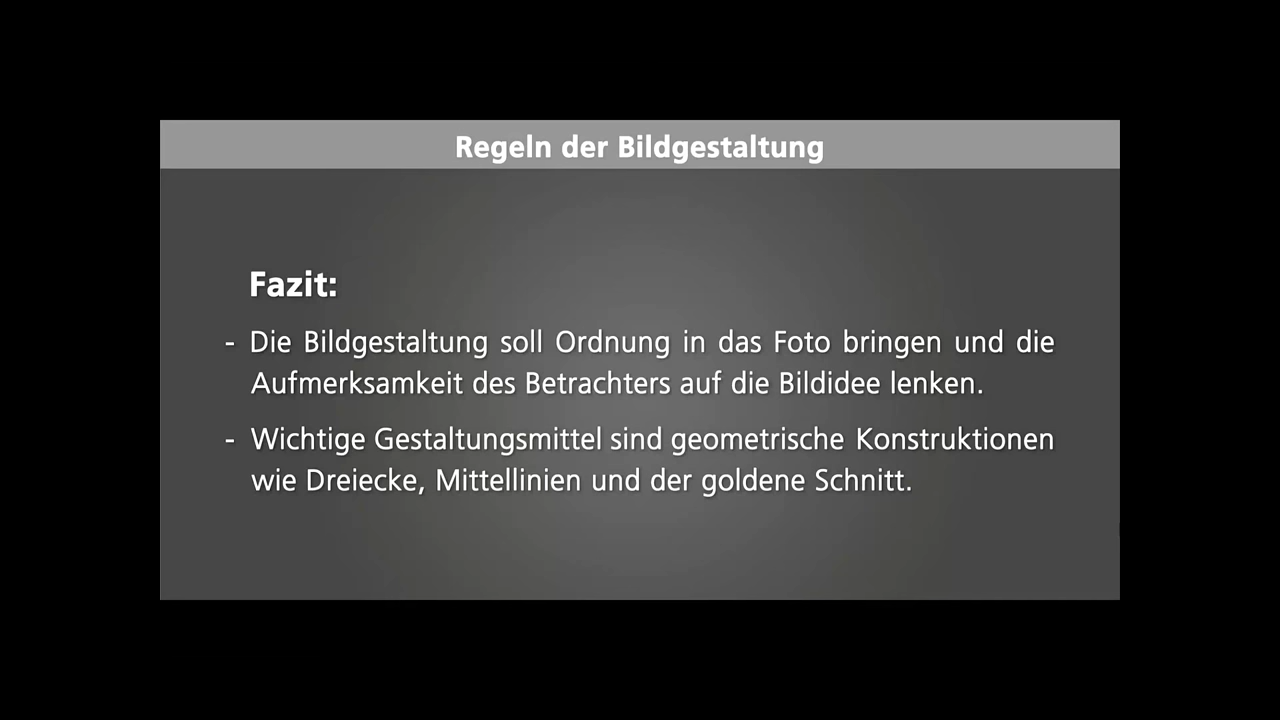 Regeln der Bildgestaltung
Fazit:
- Die Bildgestaltung soll Ordnung in das Foto bringen und die
Aufmerksamkeit des Betrachters auf die Bildidee lenken.
- Wichtige Gestaltungsmittel sind geometrische Konstruktionen
wie Dreiecke, Mittellinien und der goldene Schnitt.